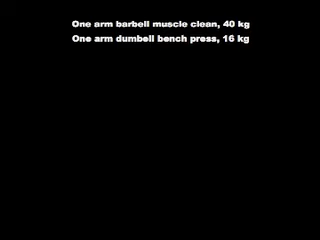 One arm barbell muscle clean, 40 kg
One arm dumbell bench press, 16 kg